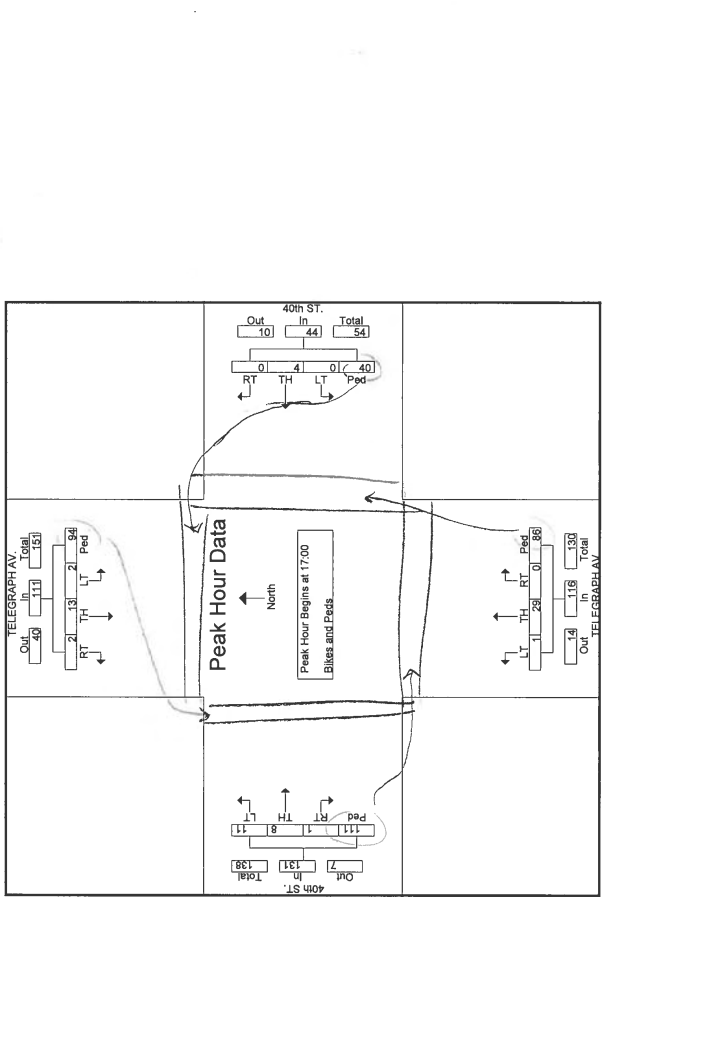 40th ST.
Out In Total
10 44 54
0 4 0 40
RT TH LT Ped
TELEGRAPH AV.
Out In Total
40 111 151
2 13 2 94
RT TH LT Ped
Peak Hour Data
North
Peak Hour Begins at 17:00
Bikes and Peds
LT TH RT Ped
1 29 0 86
14 116 130
Out In Total
TELEGRAPH AV.
Ped RT TH LT
111 1 8 11
7 131 138
Out In Total
40th ST.